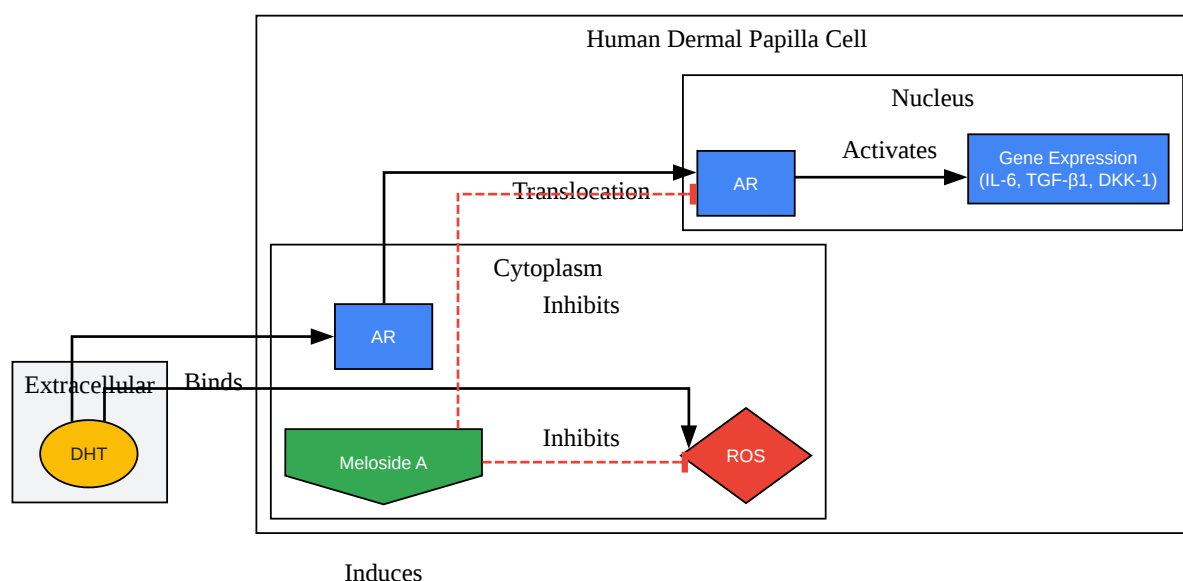 Human Dermal Papilla Cell
Nucleus
Activates
Gene Expression
(IL-6, TGF-β1, DKK-1)
AR
Translocation
Cytoplasm
Inhibits
AR
Extracellular
Binds
DHT
Inhibits
Meloside A
ROS
Induces